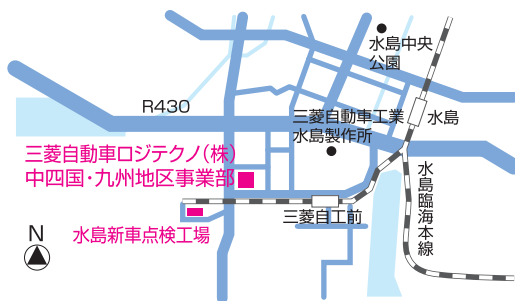 水島中央
公園
R430
三菱自動車工業
水島製作所
水島
三菱自動車ロジテクノ(株)
中四国・九州地区事業部
水島臨海本線
三菱自工前
水島新車点検工場
N